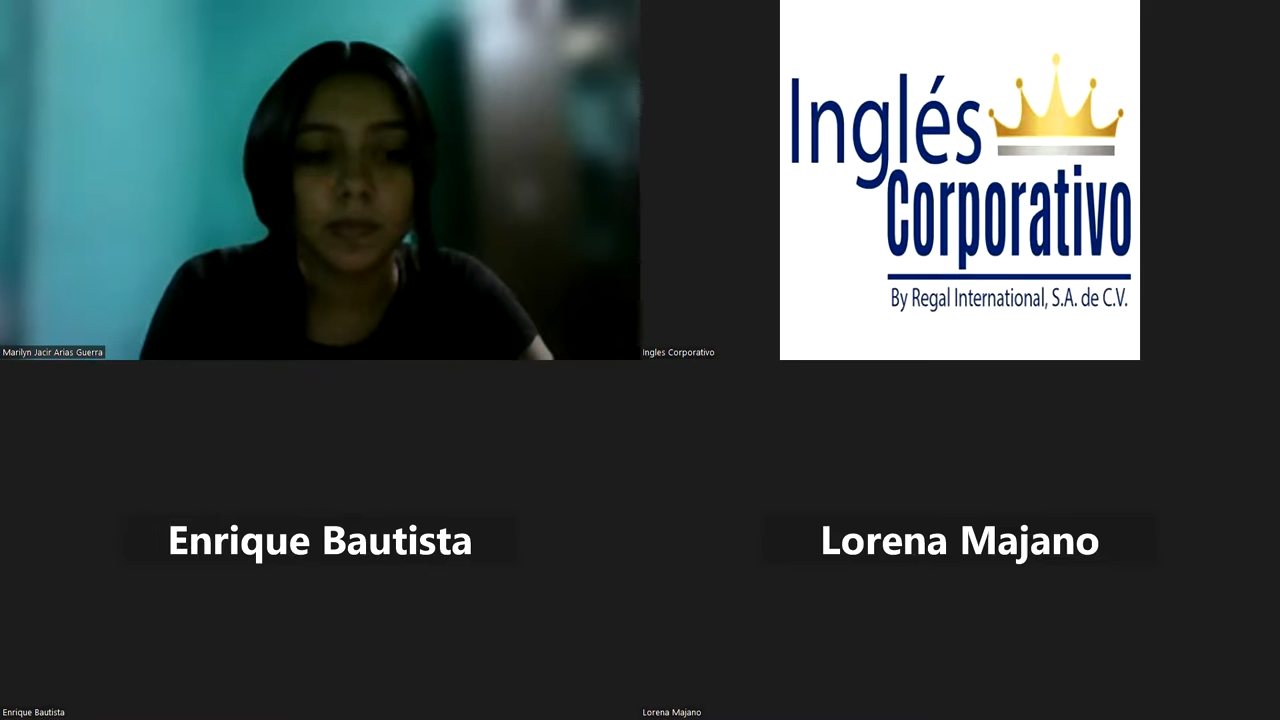 Inglés
Corporativo
By Regal International, S.A. de C.V.
Marilyn Jacir Arias Guerra
Ingles Corporativo
Enrique Bautista
Lorena Majano
Enrique Bautista
Lorena Majano